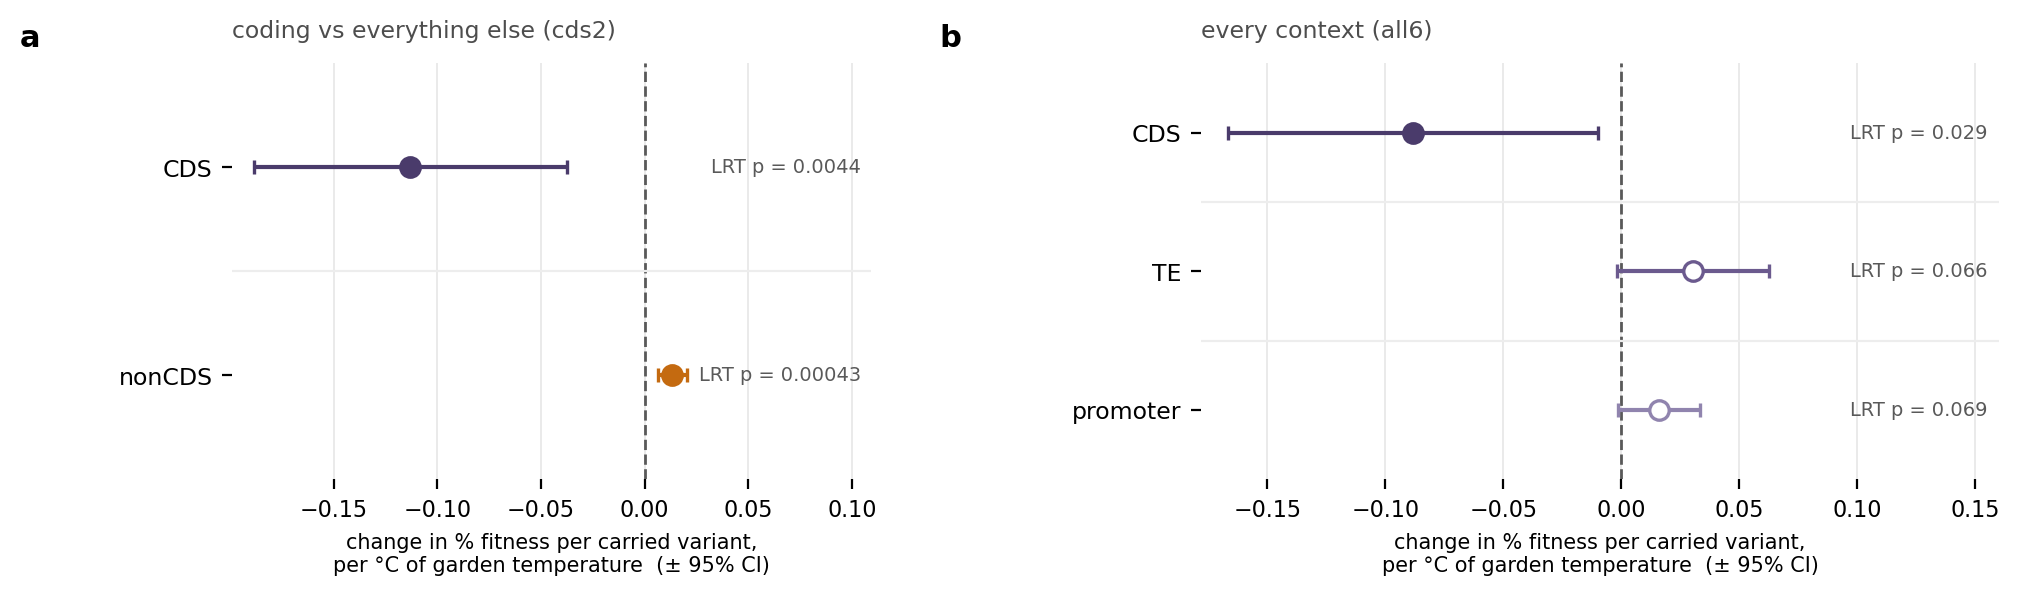 a
coding vs everything else (cds2)
CDS
LRT p = 0.0044
nonCDS
LRT p = 0.00043
−0.15 −0.10 −0.05 0.00 0.05 0.10
change in % fitness per carried variant,
per °C of garden temperature (± 95% CI)
b
every context (all6)
CDS
LRT p = 0.029
TE
LRT p = 0.066
promoter
LRT p = 0.069
−0.15 −0.10 −0.05 0.00 0.05 0.10 0.15
change in % fitness per carried variant,
per °C of garden temperature (± 95% CI)